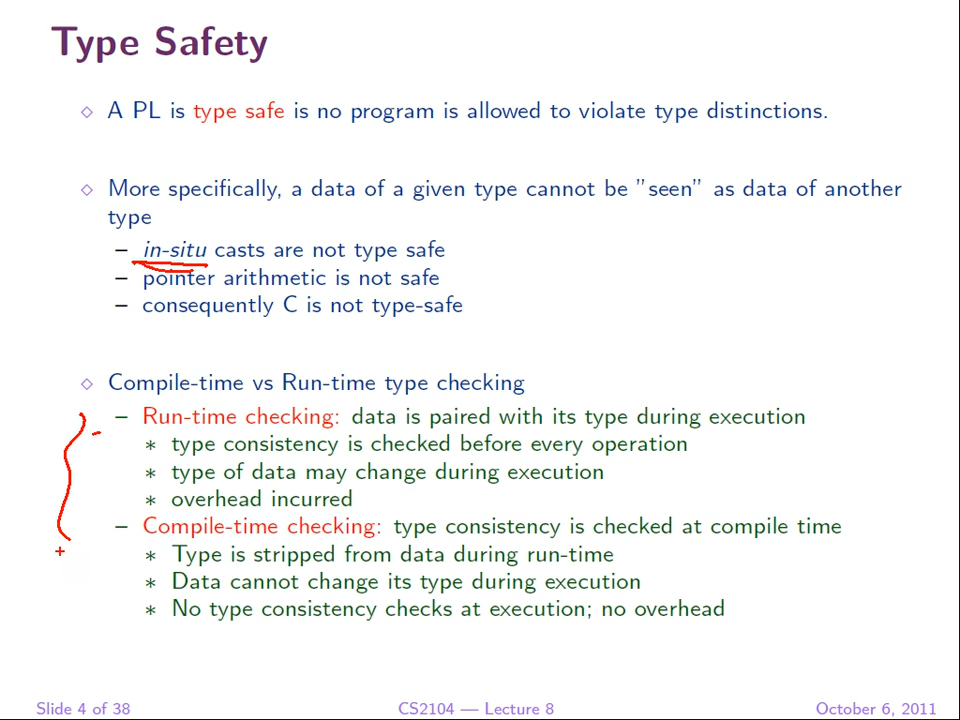 Type Safety
⋄ A PL is type safe is no program is allowed to violate type distinctions.
⋄ More specifically, a data of a given type cannot be ”seen” as data of another
type
– in-situ casts are not type safe
– pointer arithmetic is not safe
– consequently C is not type-safe
⋄ Compile-time vs Run-time type checking
– Run-time checking: data is paired with its type during execution
∗ type consistency is checked before every operation
∗ type of data may change during execution
∗ overhead incurred
– Compile-time checking: type consistency is checked at compile time
∗ Type is stripped from data during run-time
∗ Data cannot change its type during execution
∗ No type consistency checks at execution; no overhead
Slide 4 of 38 CS2104 — Lecture 8 October 6, 2011